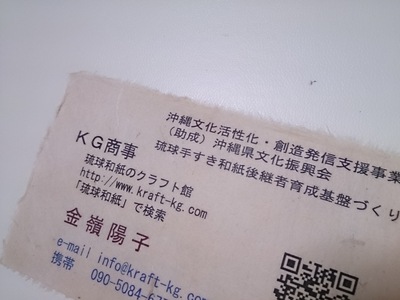 沖縄文化活性化・創造発信支援事業
(助成)沖縄県文化振興会
琉球手すき和紙後継者育成基盤づくり
KG商事
琉球和紙のクラフト館
http://www.kraft-kg.com
「琉球和紙」で検索
金嶺陽子
e-mail info@kraft-kg.
携帯 090-5084-6